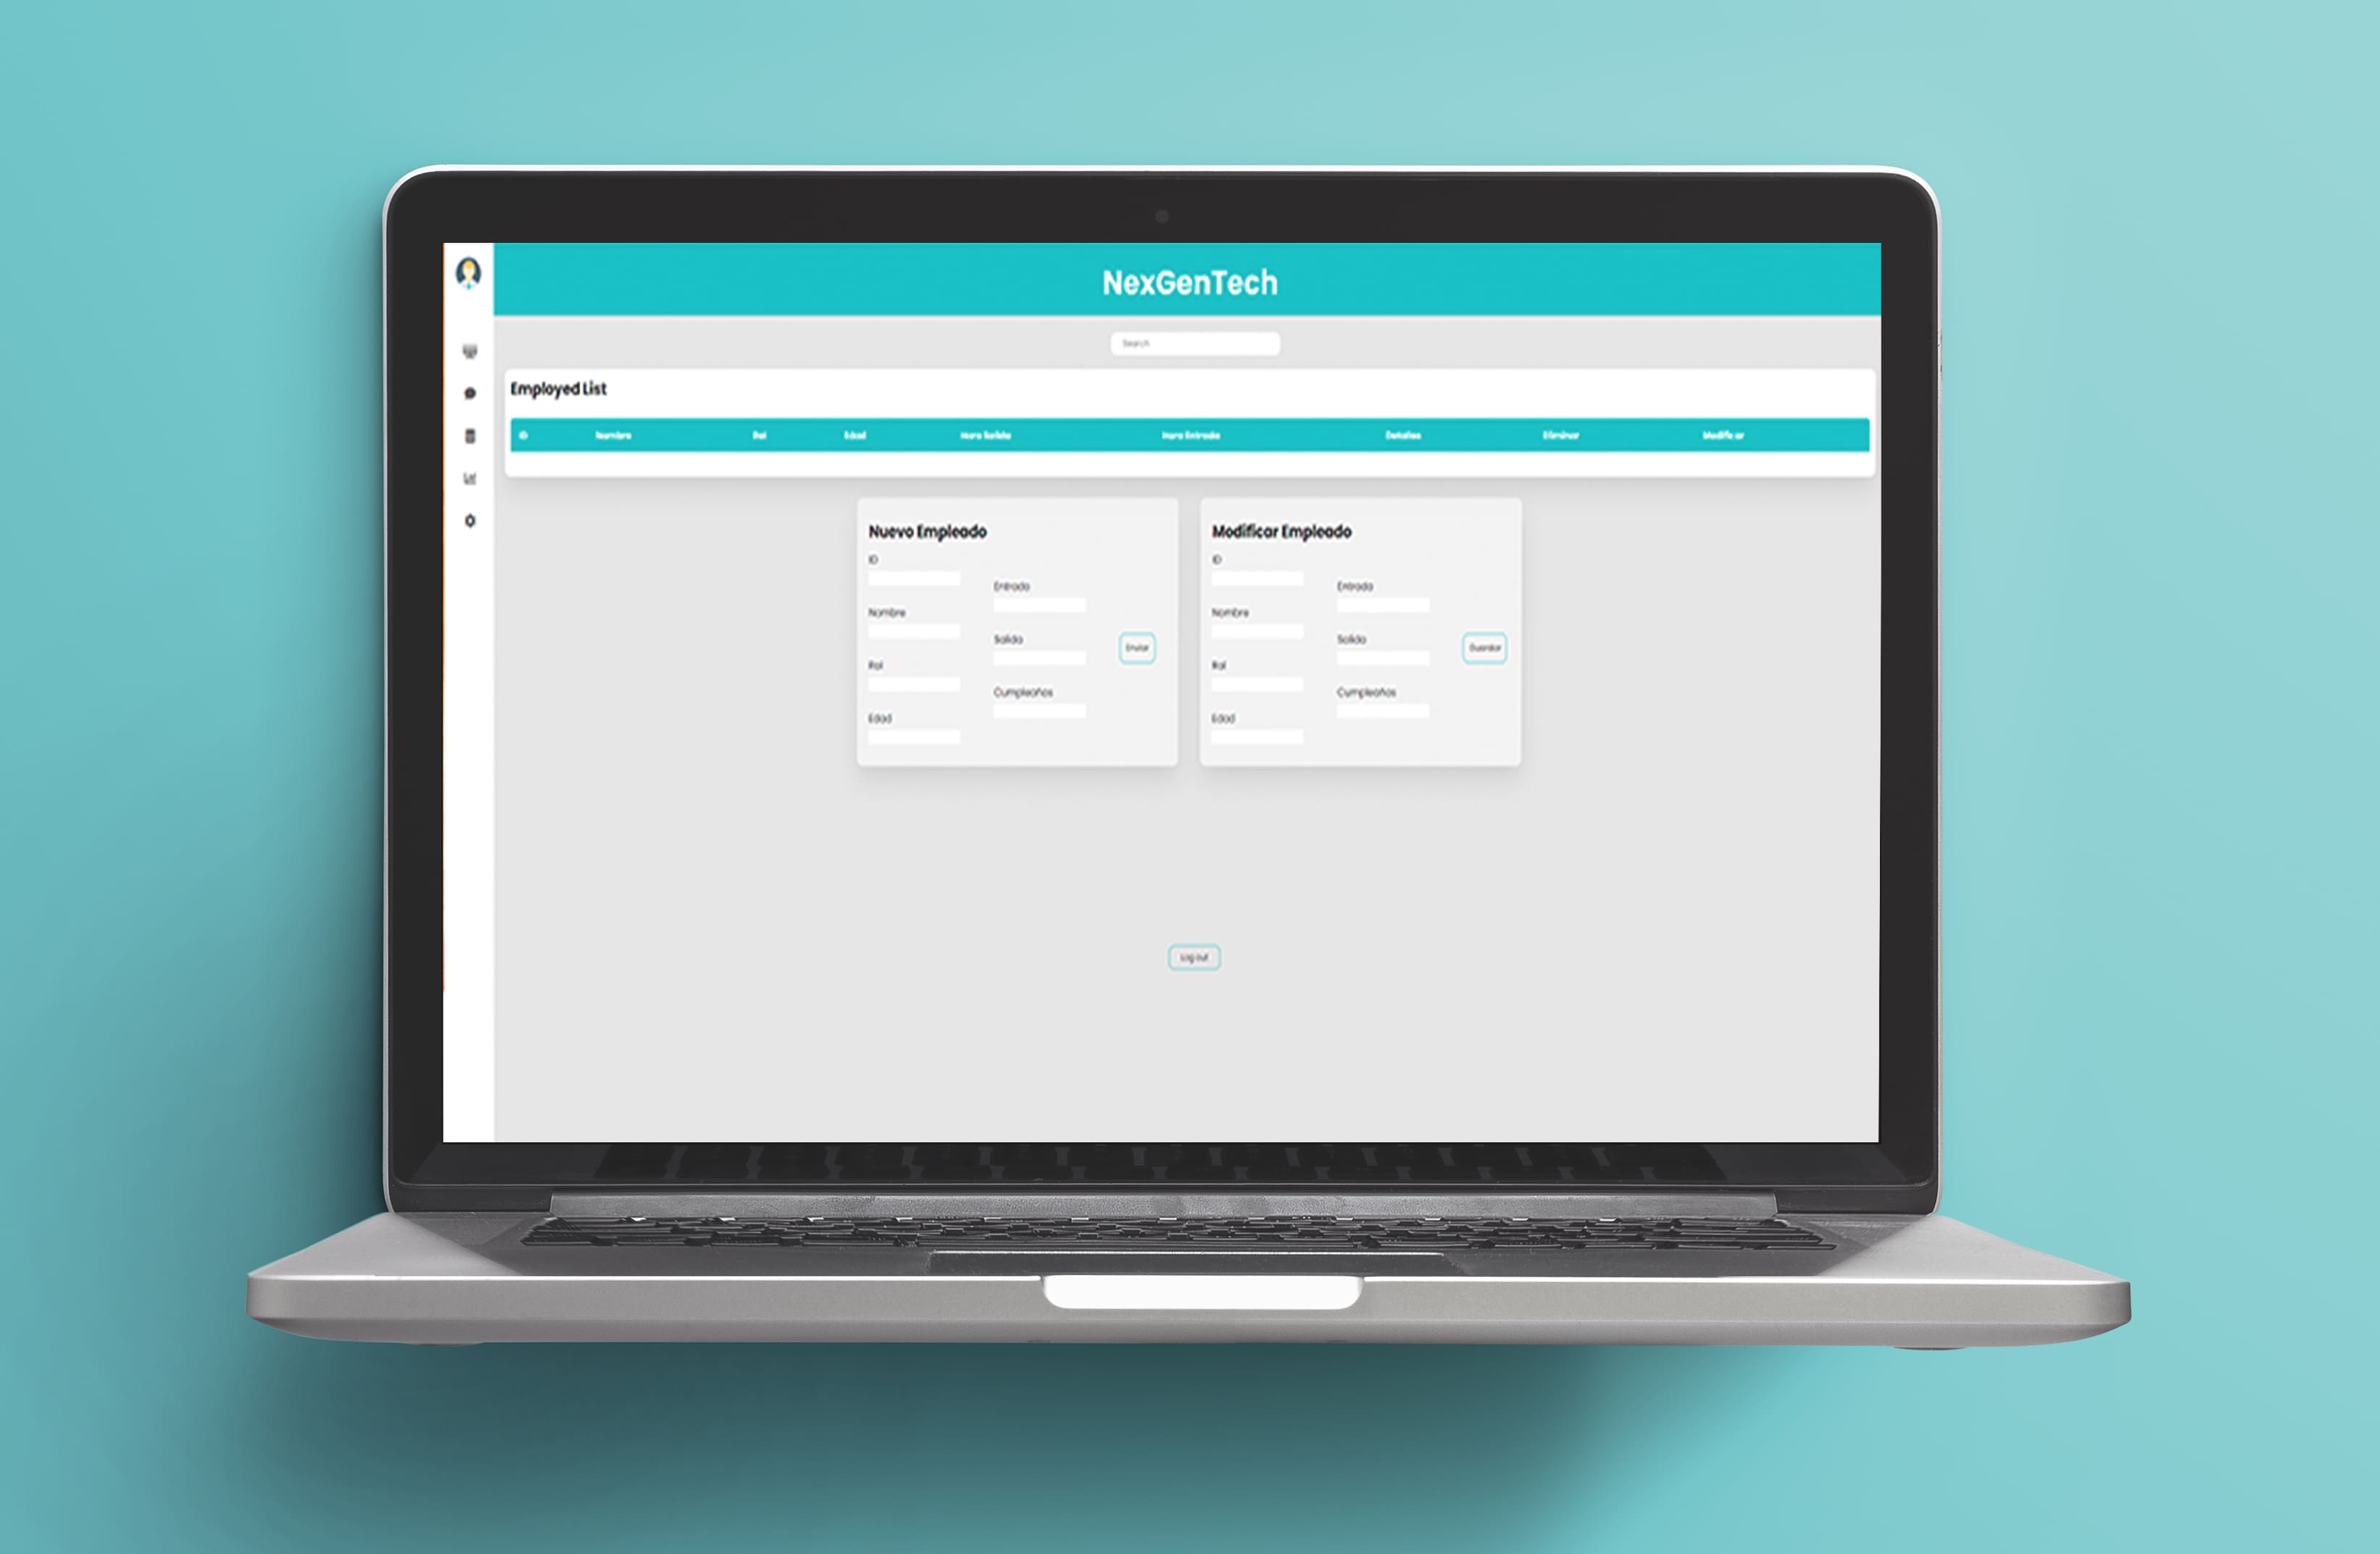 NexGenTech
Search
Employed List
ID Nombre Rol Edad Hora Salida Hora Entrada Detalles Eliminar Modificar
Nuevo Empleado
ID
Entrada
Nombre
Salida
Enviar
Rol
Cumpleaños
Edad
Modificar Empleado
ID
Entrada
Nombre
Salida
Guardar
Rol
Cumpleaños
Edad
Log out